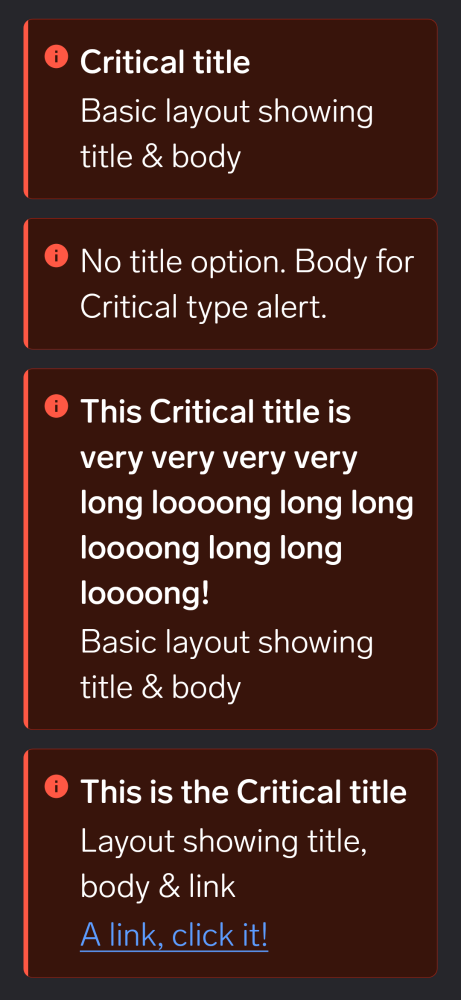 Critical title
Basic layout showing
title & body
No title option. Body for
Critical type alert.
This Critical title is
very very very very
long loooong long long
loooong long long
loooong!
Basic layout showing
title & body
This is the Critical title
Layout showing title,
body & link
A link, click it!